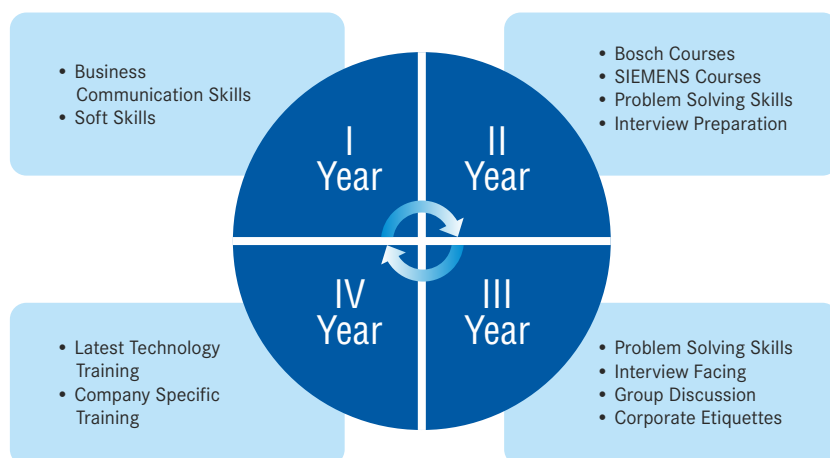 • Business
Communication Skills
• Soft Skills
I
Year
II
Year
• Bosch Courses
• SIEMENS Courses
• Problem Solving Skills
• Interview Preparation
• Latest Technology
Training
• Company Specific
Training
IV
Year
III
Year
• Problem Solving Skills
• Interview Facing
• Group Discussion
• Corporate Etiquettes